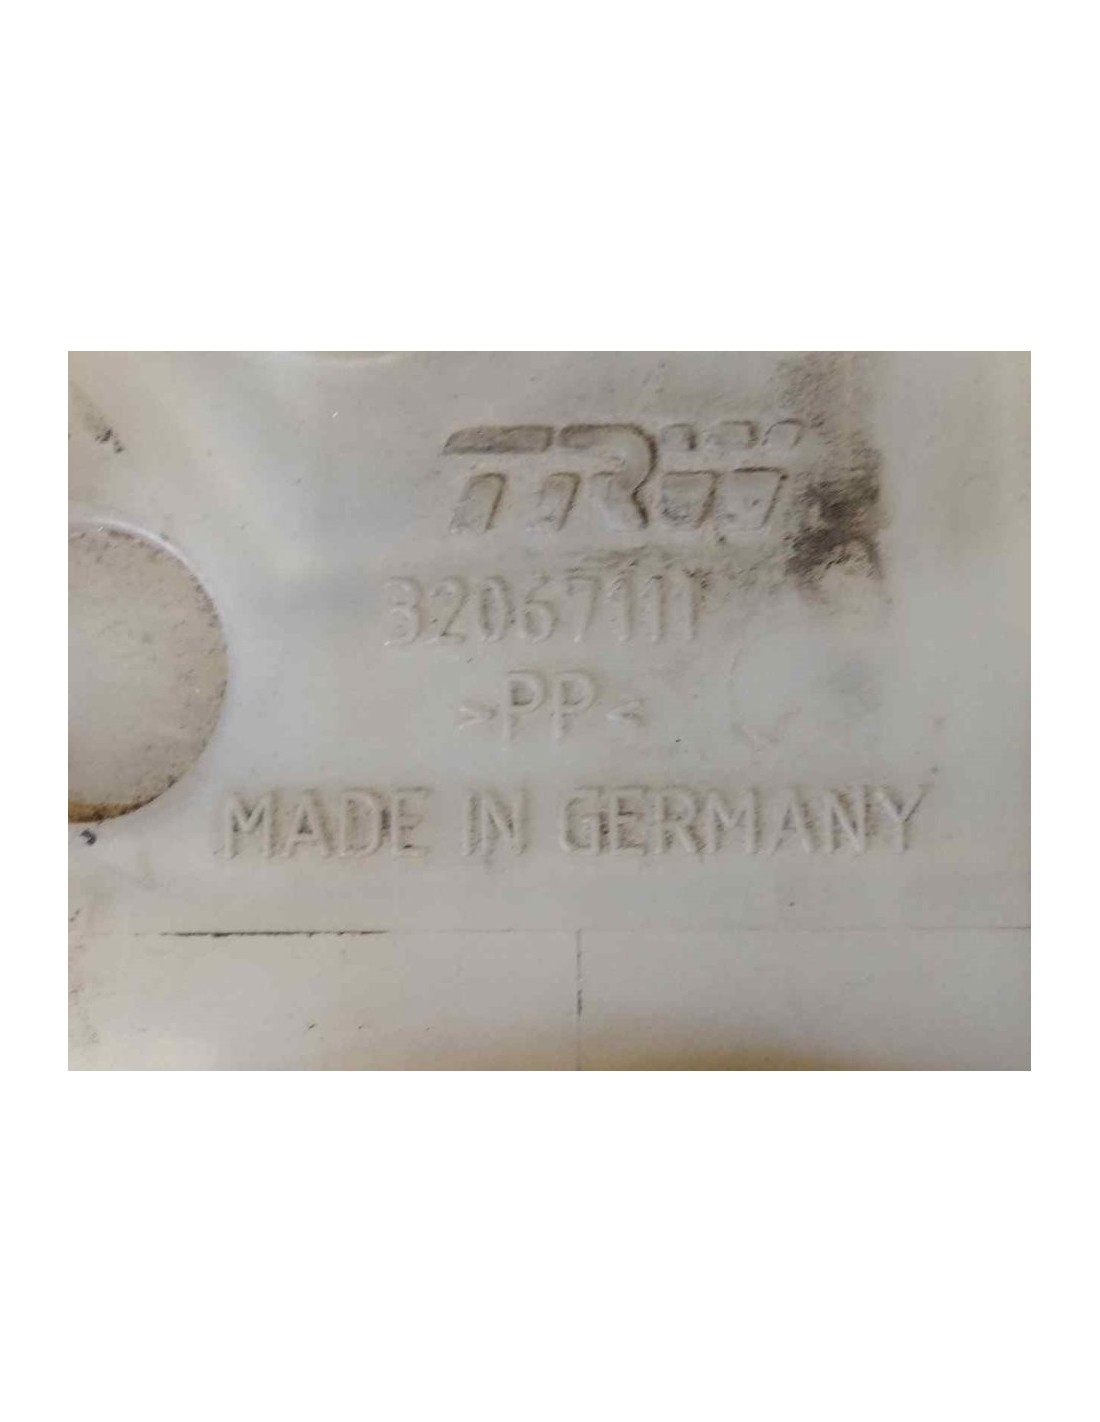 TRW
32067111
>PP<
MADE IN GERMANY